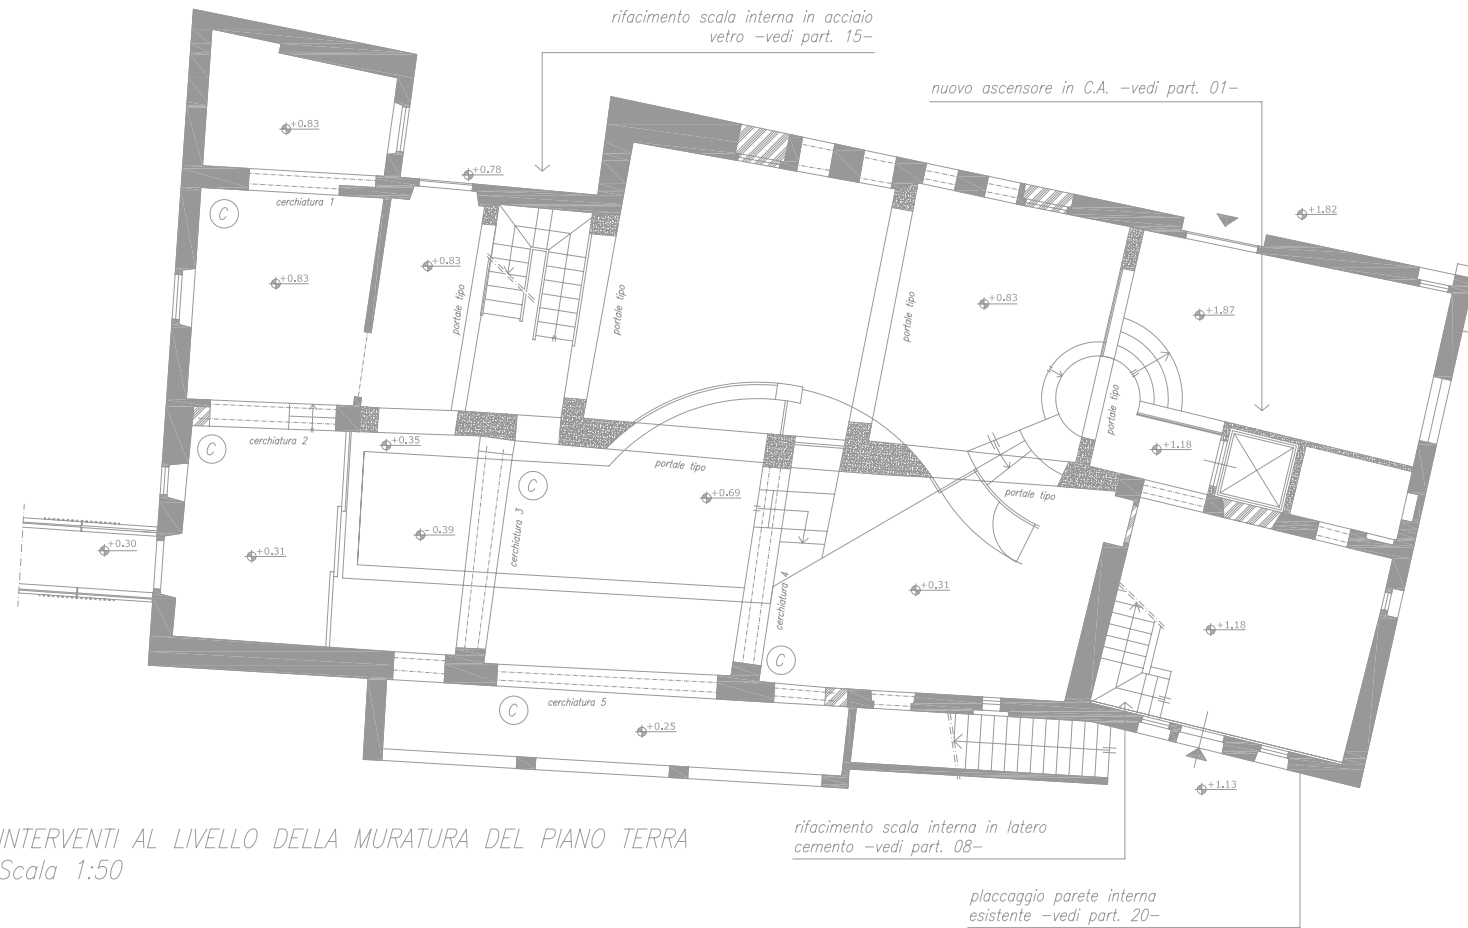 rifacimento scala interna in acciaio
vetro -vedi part. 15-
nuovo ascensore in C.A. -vedi part. 01-
+0.83
+0.78
cerchiatura 1
C
+1.82
+0.83
+0.83
portale tipo
portale tipo
portale tipo
+0.83
+1.87
portale tipo
cerchiatura 2
C
+0.35
+1.18
portale tipo
C
+0.69
portale tipo
-0.39
cerchiatura 3
+0.30
+0.31
cerchiatura 4
+0.31
+1.18
C
C
cerchiatura 5
+0.25
+1.13
INTERVENTI AL LIVELLO DELLA MURATURA DEL PIANO TERRA
Scala 1:50
rifacimento scala interna in latero
cemento -vedi part. 08-
placcaggio parete interna
esistente -vedi part. 20-